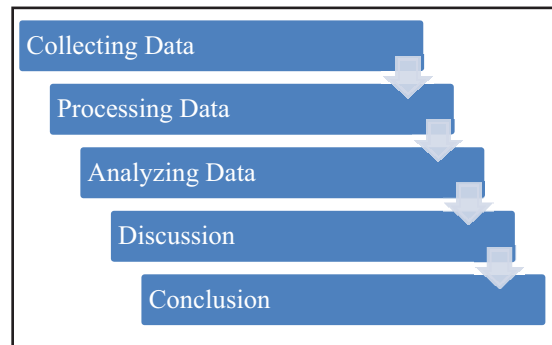 Collecting Data
Processing Data
Analyzing Data
Discussion
Conclusion